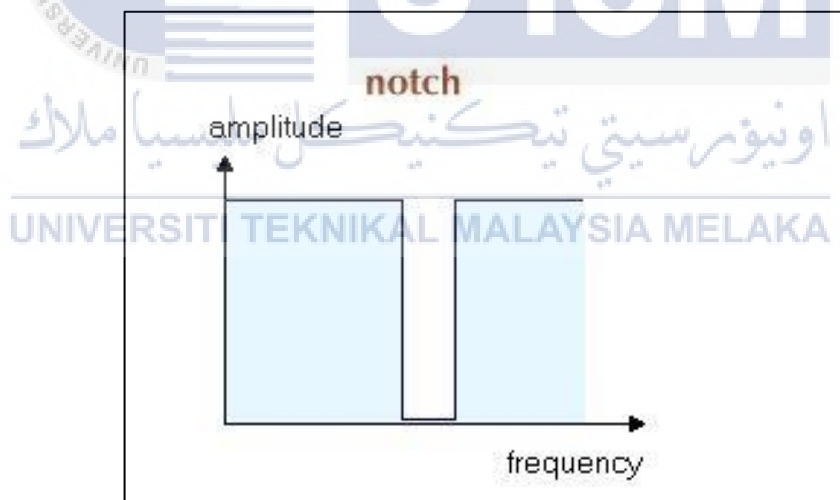 notch
amplitude
اونيۏرسيتي تيكنيكل مليسيا ملاك
UNIVERSITI TEKNIKAL MALAYSIA MELAKA
frequency